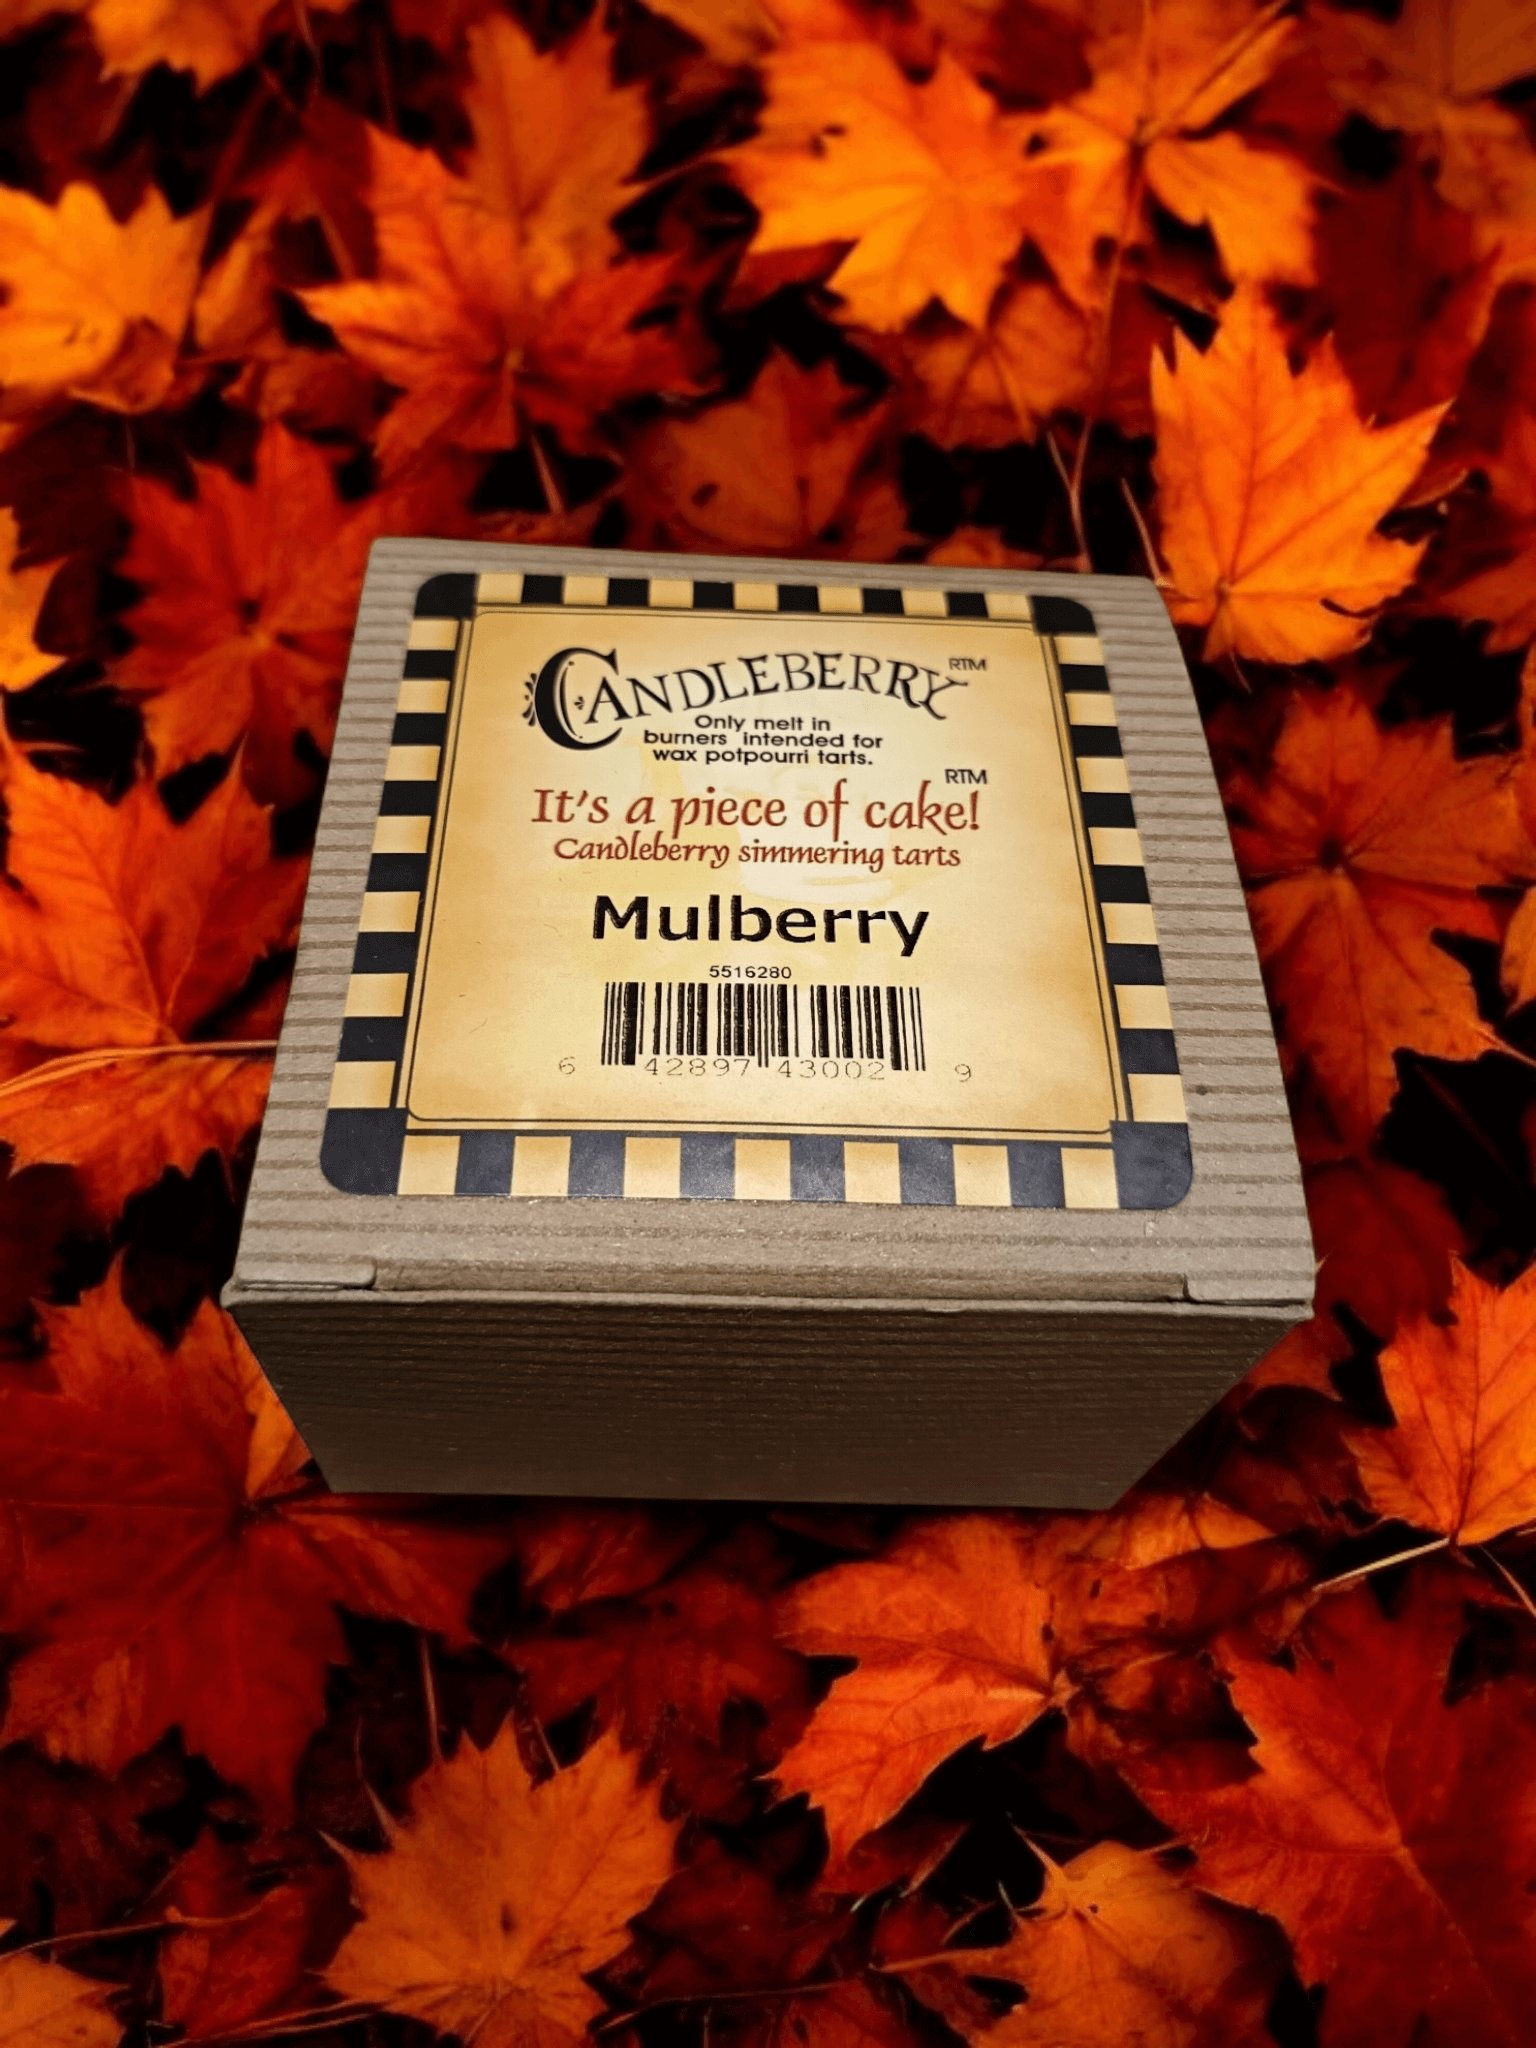 CANDLEBERRY RTM
Only melt in
burners intended for
wax potpourri tarts.
RTM
It's a piece of cake!
Candleberry simmering tarts
Mulberry
5516280
6 42897 43002 9